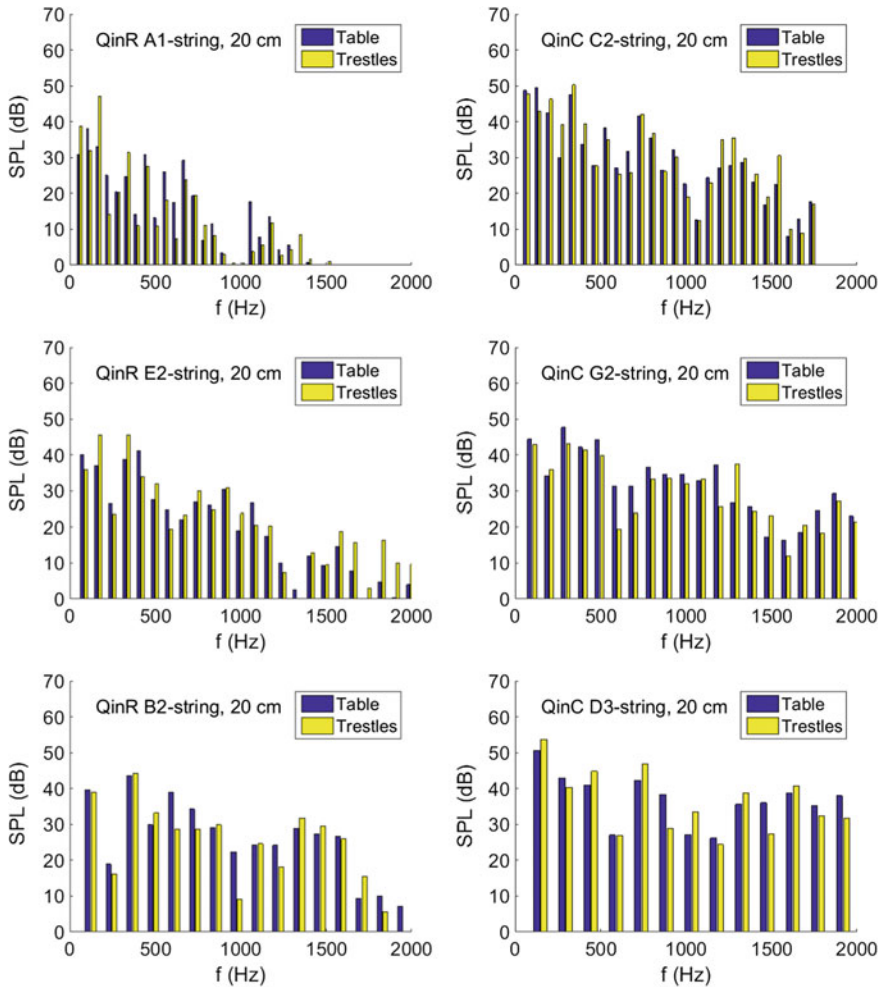 QinR A1-string, 20 cm
Table
Trestles
SPL (dB)
70
60
50
40
30
20
10
0
0 500 1000 1500 2000
f (Hz)
QinC C2-string, 20 cm
Table
Trestles
SPL (dB)
70
60
50
40
30
20
10
0
0 500 1000 1500 2000
f (Hz)
QinR E2-string, 20 cm
Table
Trestles
SPL (dB)
70
60
50
40
30
20
10
0
0 500 1000 1500 2000
f (Hz)
QinC G2-string, 20 cm
Table
Trestles
SPL (dB)
70
60
50
40
30
20
10
0
0 500 1000 1500 2000
f (Hz)
QinR B2-string, 20 cm
Table
Trestles
SPL (dB)
70
60
50
40
30
20
10
0
0 500 1000 1500 2000
f (Hz)
QinC D3-string, 20 cm
Table
Trestles
SPL (dB)
70
60
50
40
30
20
10
0
0 500 1000 1500 2000
f (Hz)